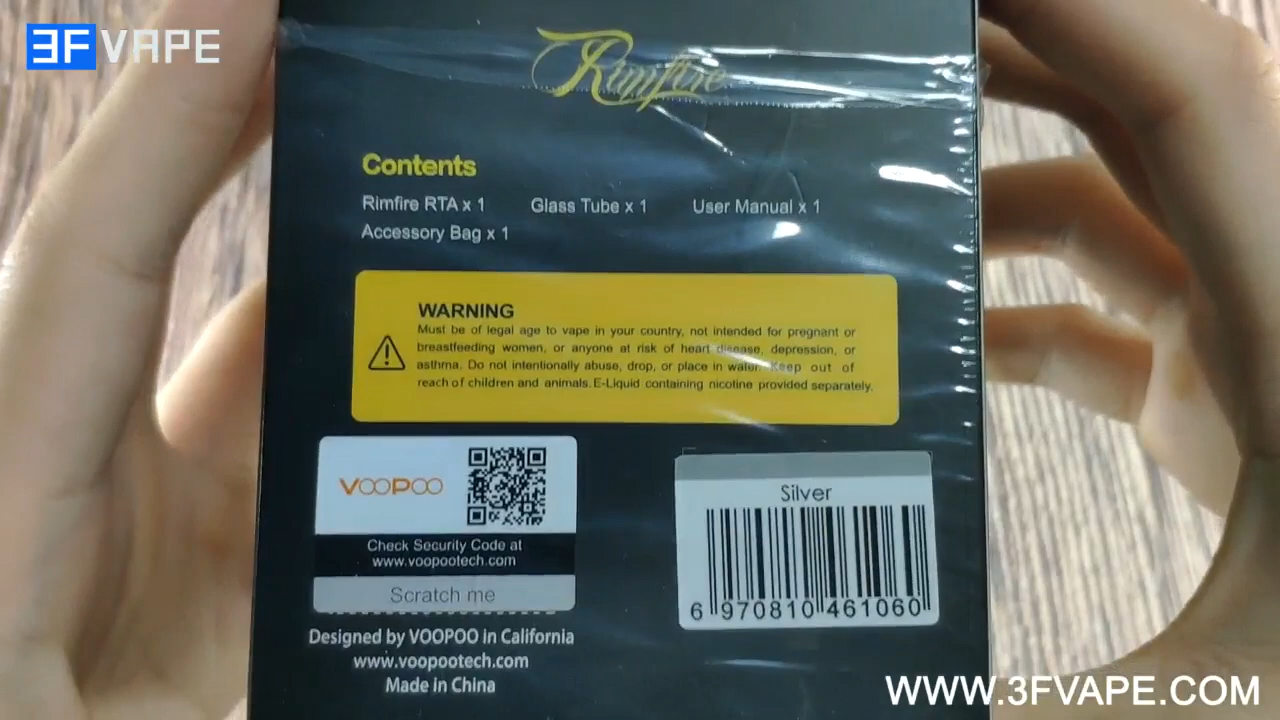 3FVAPE
Rimfire
Contents
Rimfire RTA x 1 Glass Tube x 1 User Manual x 1
Accessory Bag x 1
WARNING
Must be of legal age to vape in your country, not intended for pregnant or
breastfeeding women, or anyone at risk of heart disease, depression, or
asthma. Do not intentionally abuse, drop, or place in water. Keep out of
reach of children and animals. E-Liquid containing nicotine provided separately.
VOOPOO
Check Security Code at
www.voopootech.com
Scratch me
Silver
6 970810 461060
Designed by VOOPOO in California
www.voopootech.com
Made in China
WWW.3FVAPE.COM